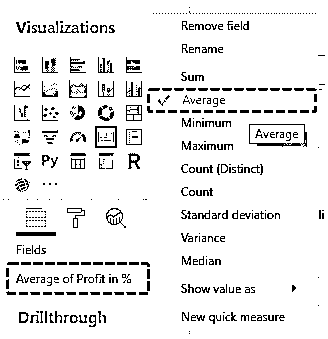 Visualizations
Py
R
...
Fields
Average of Profit in %
Drillthrough
Remove field
Rename
Sum
Average
Minimum
Average
Maximum
Count (Distinct)
Count
Standard deviation
Variance
Median
Show value as
New quick measure